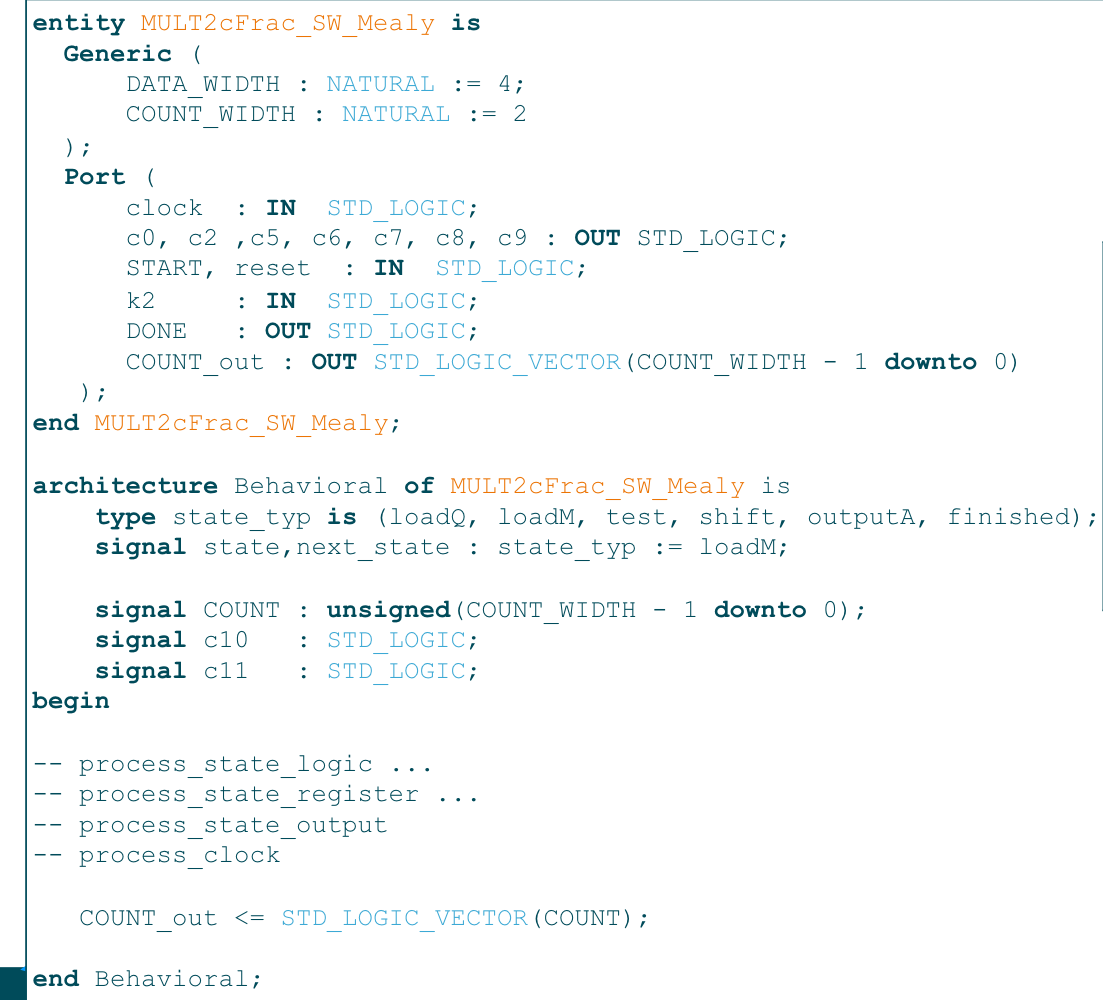 entity MULT2cFrac_SW_Mealy is
Generic (
DATA_WIDTH : NATURAL := 4;
COUNT_WIDTH : NATURAL := 2
);
Port (
clock : IN STD_LOGIC;
c0, c2 ,c5, c6, c7, c8, c9 : OUT STD_LOGIC;
START, reset : IN STD_LOGIC;
k2 : IN STD_LOGIC;
DONE : OUT STD_LOGIC;
COUNT_out : OUT STD_LOGIC_VECTOR(COUNT_WIDTH - 1 downto 0)
);
end MULT2cFrac_SW_Mealy;
architecture Behavioral of MULT2cFrac_SW_Mealy is
type state_typ is (loadQ, loadM, test, shift, outputA, finished);
signal state,next_state : state_typ := loadM;
signal COUNT : unsigned(COUNT_WIDTH - 1 downto 0);
signal c10 : STD_LOGIC;
signal c11 : STD_LOGIC;
begin
-- process_state_logic ...
-- process_state_register ...
-- process_state_output
-- process_clock
COUNT_out <= STD_LOGIC_VECTOR(COUNT);
end Behavioral;